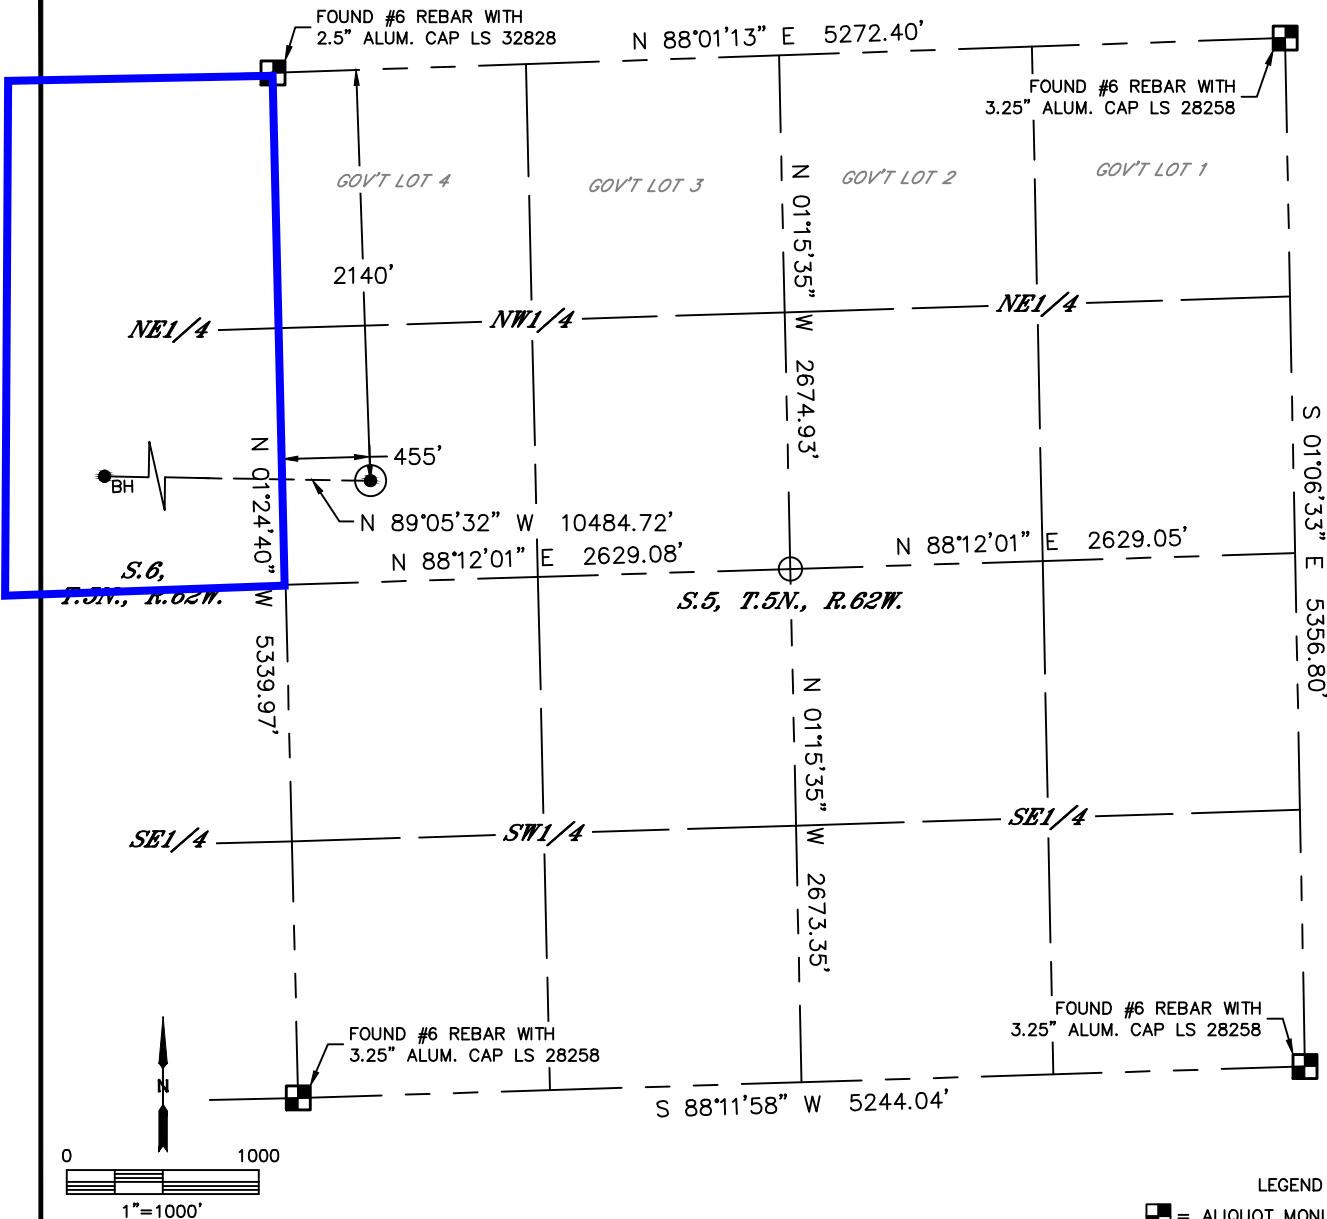 FOUND #6 REBAR WITH
2.5" ALUM. CAP LS 32828
N 88°01'13" E 5272.40'
FOUND #6 REBAR WITH
3.25" ALUM. CAP LS 28258
GOV'T LOT 4
GOV'T LOT 3
GOV'T LOT 2
GOV'T LOT 1
2140'
N 01°15'35" W 2674.93'
NE1/4
NW1/4
NE1/4
455'
BH
N 01°24'40" W 5339.97'
S 01°06'33" E 5356.80'
N 89°05'32" W 10484.72'
N 88°12'01" E 2629.08'
N 88°12'01" E 2629.05'
S.6,
T.5N., R.62W.
S.5, T.5N., R.62W.
N 01°15'35" W 2673.35'
SE1/4
SW1/4
SE1/4
FOUND #6 REBAR WITH
3.25" ALUM. CAP LS 28258
FOUND #6 REBAR WITH
3.25" ALUM. CAP LS 28258
N
S 88°11'58" W 5244.04'
0 1000
1"=1000'
LEGEND
= ALIQUOT